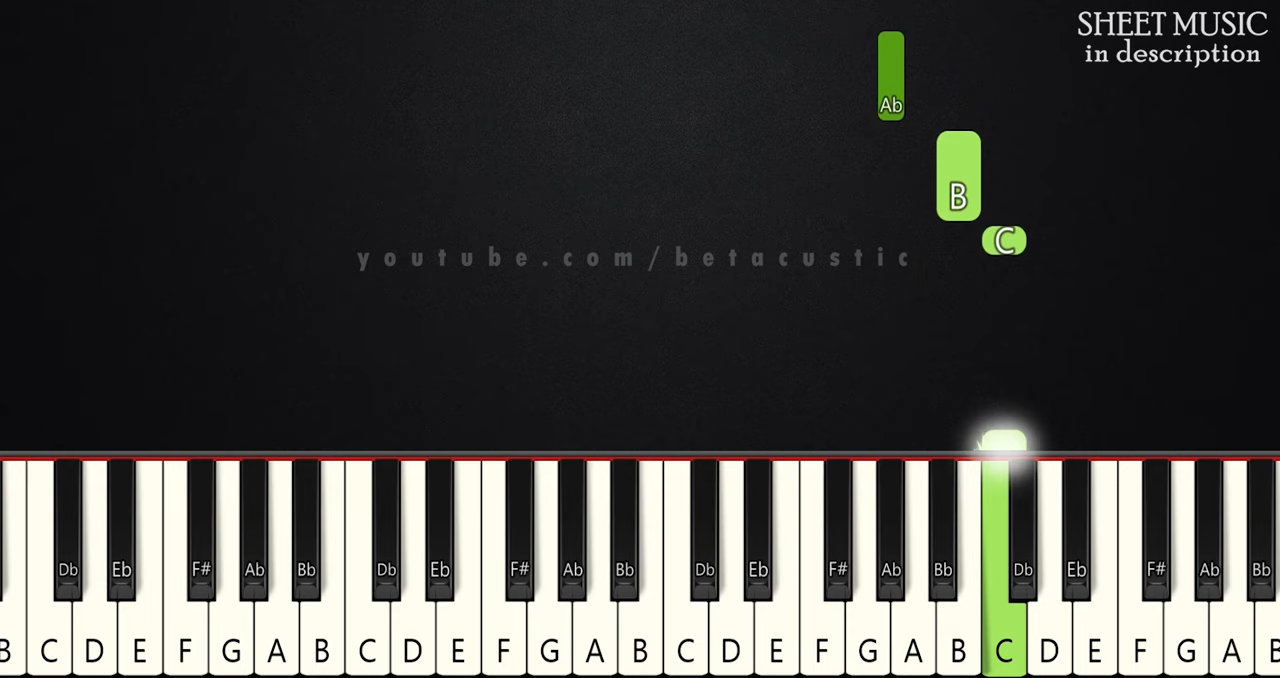 SHEET MUSIC
in description
Ab
B
C
youtube.com/betacustic
Db Eb F# Ab Bb Db Eb F# Ab Bb Db Eb F# Ab Bb Db Eb F# Ab Bb
B C D E F G A B C D E F G A B C D E F G A B C D E F G A B